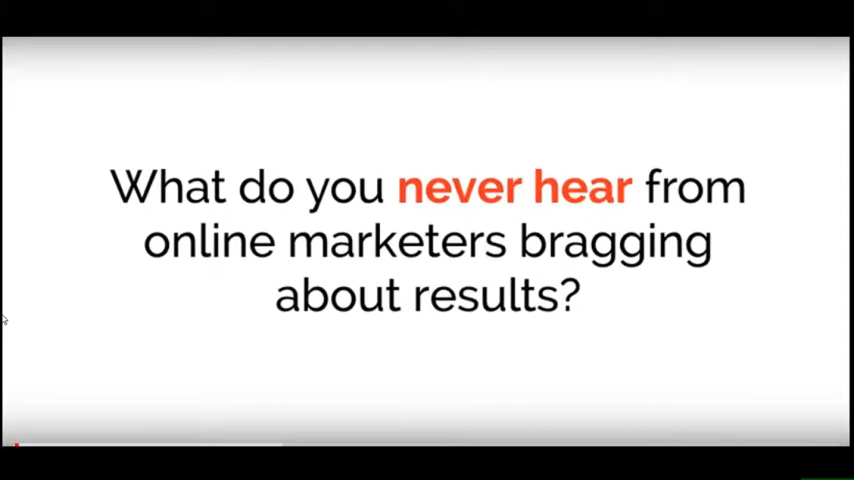 What do you never hear from
online marketers bragging
about results?